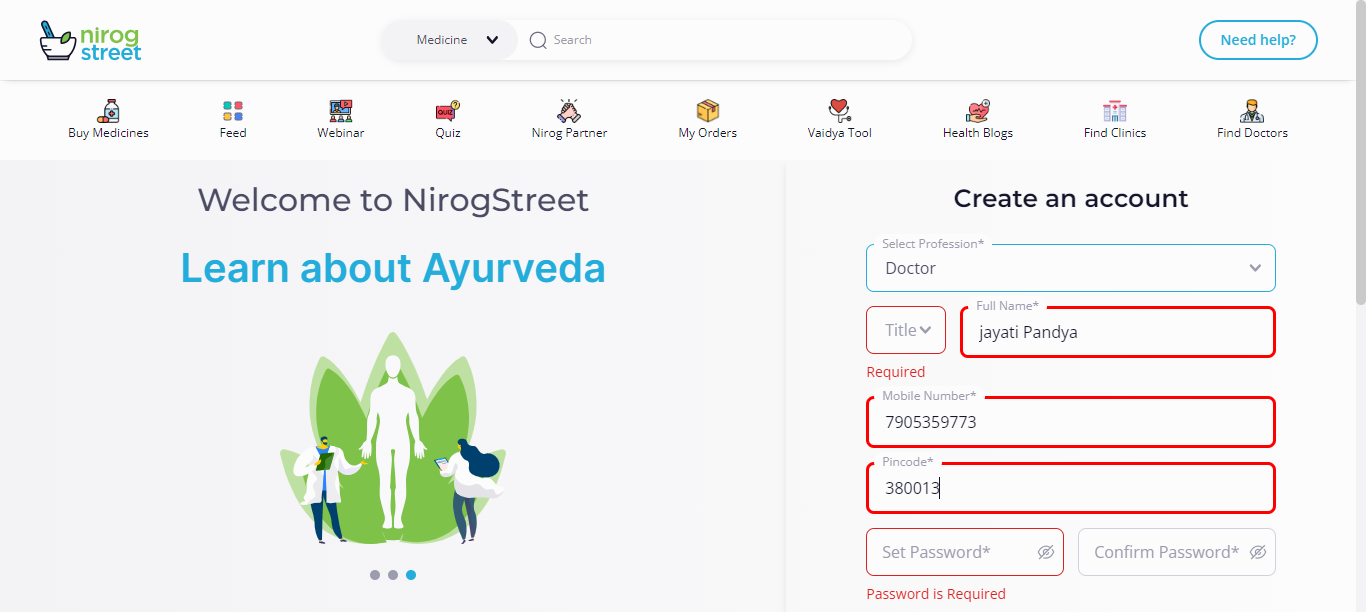 nirog street
Medicine
Search
Need help?
Buy Medicines
Feed
Webinar
QUIZ ?
Quiz
Nirog Partner
My Orders
Vaidya Tool
Health Blogs
Find Clinics
Find Doctors
Welcome to NirogStreet
Learn about Ayurveda
Create an account
Select Profession*
Doctor
Title
Full Name*
jayati Pandya
Required
Mobile Number*
7905359773
Pincode*
380013
Set Password*
Confirm Password*
Password is Required